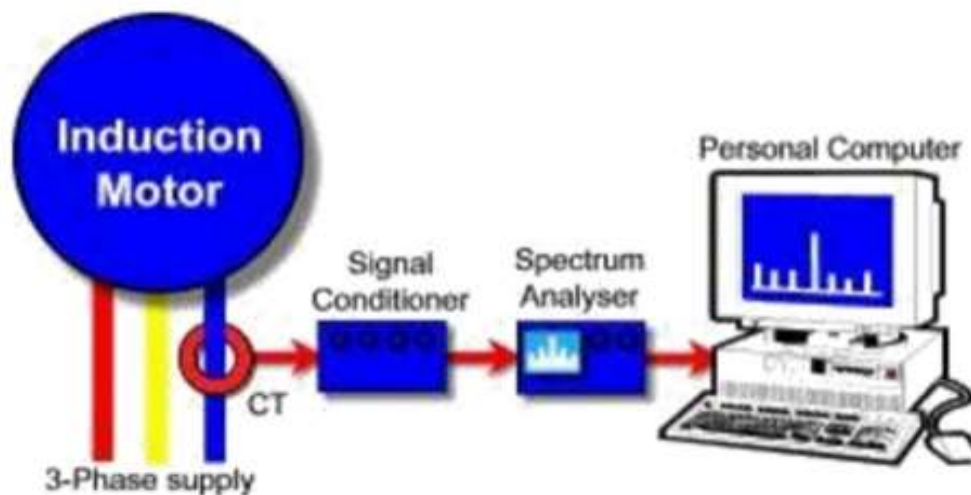 Induction
Motor
Personal Computer
Signal
Conditioner
Spectrum
Analyser
CT
3-Phase supply